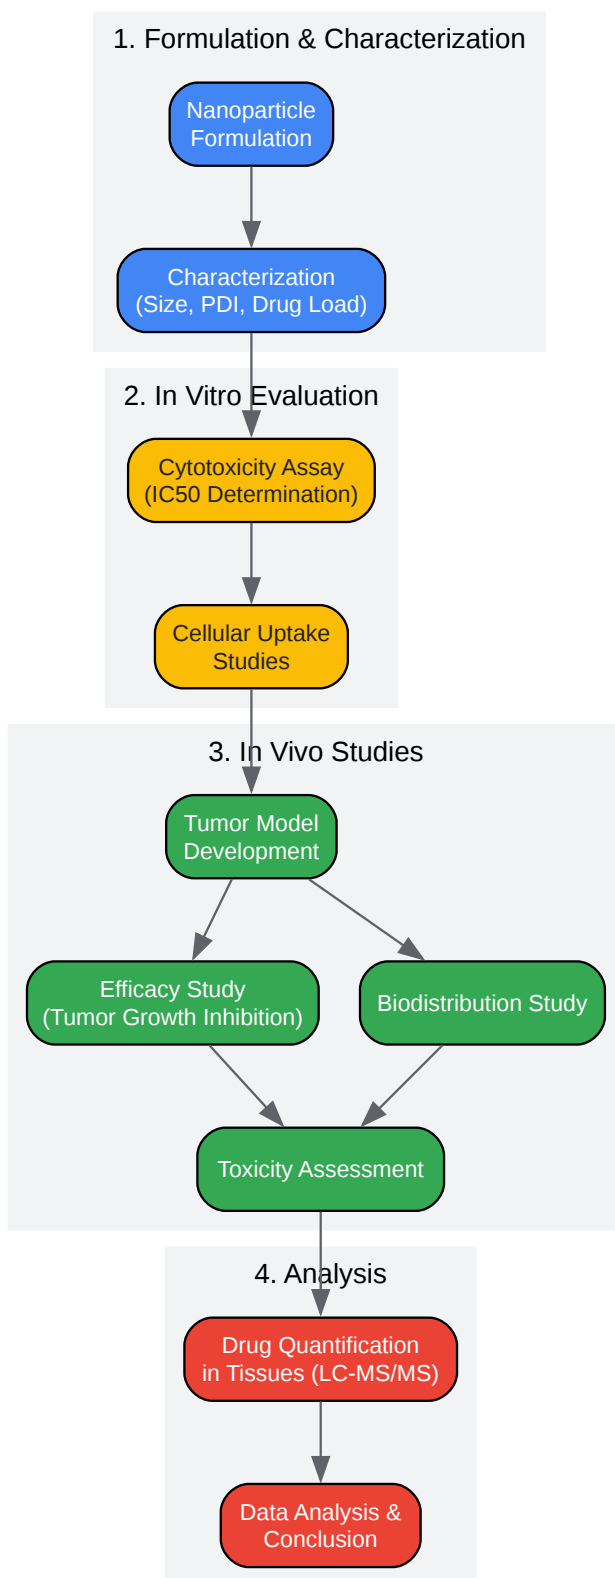 1. Formulation & Characterization
Nanoparticle
Formulation
Characterization
(Size, PDI, Drug Load)
2. In Vitro Evaluation
Cytotoxicity Assay
(IC50 Determination)
Cellular Uptake
Studies
3. In Vivo Studies
Tumor Model
Development
Efficacy Study
(Tumor Growth Inhibition)
Biodistribution Study
Toxicity Assessment
4. Analysis
Drug Quantification
in Tissues (LC-MS/MS)
Data Analysis &
Conclusion